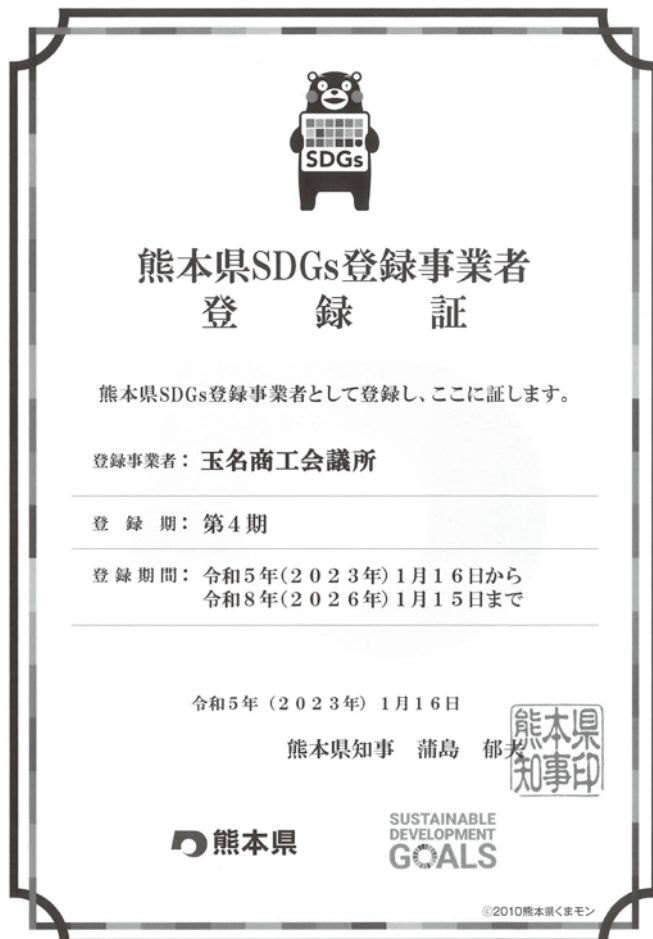 SDGs
熊本県SDGs登録事業者
登録証
熊本県SDGs登録事業者として登録し、ここに証します。
登録事業者：玉名商工会議所
登録期：第4期
登録期間：令和5年(2023年)1月16日から
令和8年(2026年)1月15日まで
令和5年（2023年）1月16日
熊本県知事 蒲島 郁夫
熊本県
知事印
熊本県
SUSTAINABLE
DEVELOPMENT
GOALS
©2010熊本県くまモン